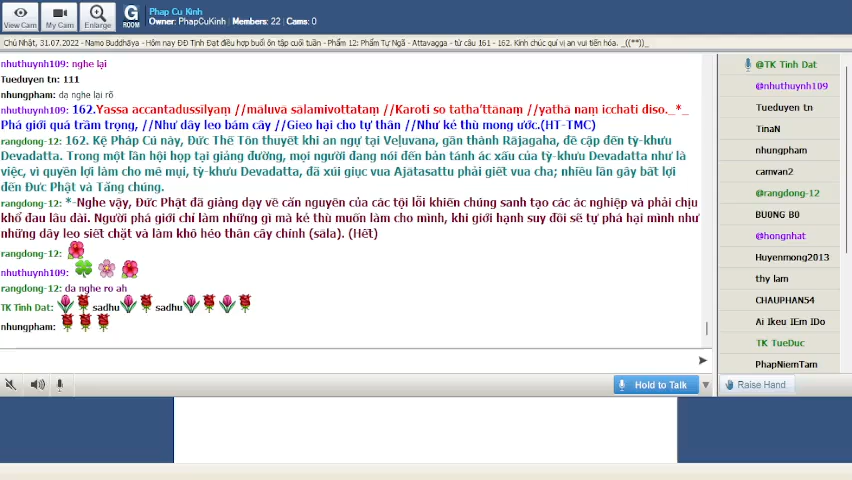 View Cam
My Cam
Enlarge
G
ROOM
Phap Cu Kinh
Owner: PhapCuKinh | Members: 22 | Cams: 0
Chủ Nhật, 31.07.2022 - Namo Buddhāya - Hôm nay ĐĐ Tịnh Đạt điều hợp buổi ôn tập cuối tuần - Phẩm 12: Phẩm Tự Ngã - Attavagga - từ câu 161 - 162. Kính chúc quí vị an vui tiến hóa. _((**))_
nhuthuynh109: nghe lại
Tueduyen tn: 111
nhungpham: dạ nghe lại rồ
nhuthuynh109: 162.Yassa accantadussīlyaṃ //māluvā sālamivottataṃ //Karoti so tatha'ttānaṃ //yathā naṃ icchati diso._*_
Phá giới quá trầm trọng, //Như dây leo bám cây //Gieo hại cho tự thân //Như kẻ thù mong ước.(HT-TMC)
rangdong-12: 162. Kệ Pháp Cú này, Đức Thế Tôn thuyết khi an ngự tại Veḷuvana, gần thành Rājagaha, đề cập đến tỳ-khưu
Devadatta. Trong một lần hội họp tại giảng đường, mọi người đang nói đến bản tánh ác xấu của tỳ-khưu Devadatta như là
việc, vì quyền lợi làm cho mê muội, tỳ-khưu Devadatta, đã xúi giục vua Ajātasattu phải giết vua cha; nhiều lần gây bất lợi
đến Đức Phật và Tăng chúng.
rangdong-12: *-Nghe vậy, Đức Phật đã giảng dạy về căn nguyên của các tội lỗi khiến chúng sanh tạo các ác nghiệp và phải chịu
khổ đau lâu dài. Người phá giới chỉ làm những gì mà kẻ thù muốn làm cho mình, khi giới hạnh suy đồi sẽ tự phá hại mình như
những dây leo siết chặt và làm khô héo thân cây chính (sāla). (Hết)
rangdong-12:
nhuthuynh109:
rangdong-12: dạ nghe ro ah
TK Tinh Dat: sadhu sadhu
nhungpham:
Hold to Talk
@TK Tinh Dat
@nhuthuynh109
Tueduyen tn
TinaN
nhungpham
camvan2
@rangdong-12
BU0NG B0
@hongnhat
Huyenmong2013
thy lam
CHAUPHAN54
Ai Ikeu IEm IDo
TK TueDuc
PhapNiemTam
Raise Hand